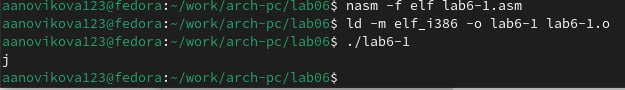 aanovikova123@fedora:~/work/arch-pc/lab06$ nasm -f elf lab6-1.asm
aanovikova123@fedora:~/work/arch-pc/lab06$ ld -m elf_i386 -o lab6-1 lab6-1.o
aanovikova123@fedora:~/work/arch-pc/lab06$ ./lab6-1
j
aanovikova123@fedora:~/work/arch-pc/lab06$